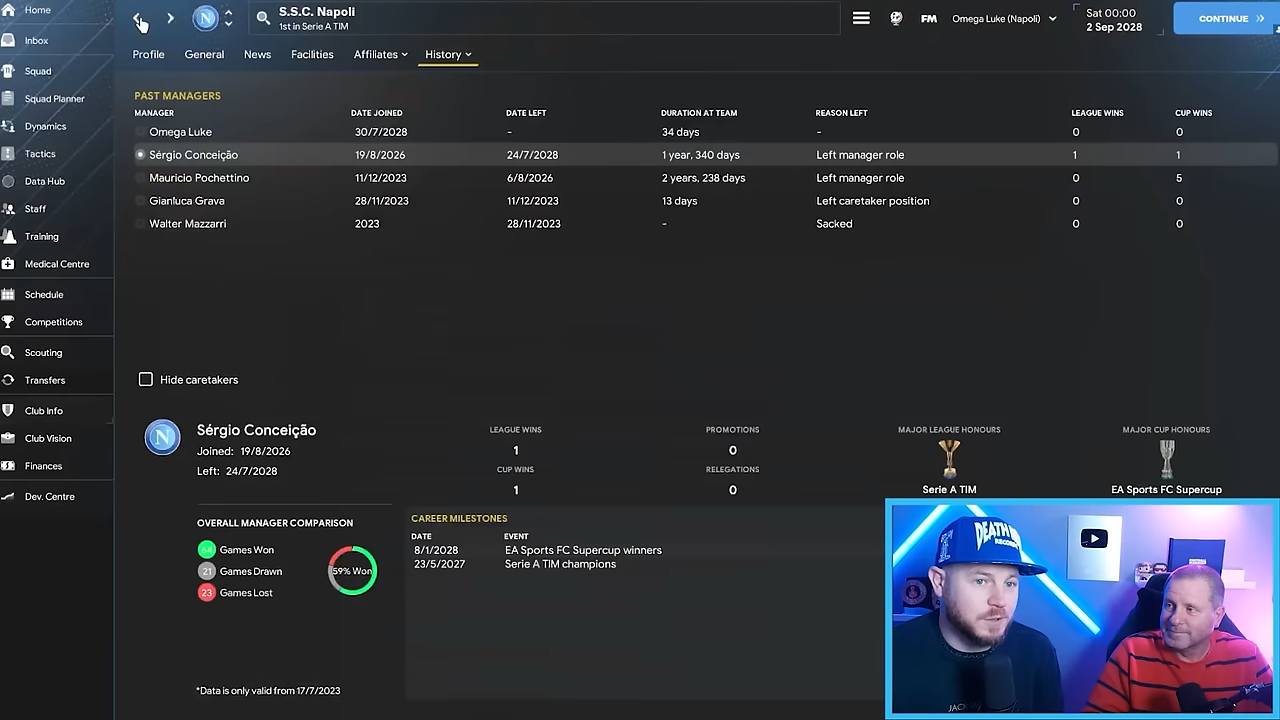 Home
S.S.C. Napoli
1st in Serie A TIM
FM
Omega Luke (Napoli)
Sat 00:00
2 Sep 2028
CONTINUE
Inbox
Squad
Squad Planner
Dynamics
Tactics
Data Hub
Staff
Training
Medical Centre
Schedule
Competitions
Scouting
Transfers
Club Info
Club Vision
Finances
Dev. Centre
Profile General News Facilities Affiliates History
PAST MANAGERS
MANAGER DATE JOINED DATE LEFT DURATION AT TEAM REASON LEFT LEAGUE WINS CUP WINS
Omega Luke 30/7/2028 - 34 days - 0 0
Sérgio Conceição 19/8/2026 24/7/2028 1 year, 340 days Left manager role 1 1
Mauricio Pochettino 11/12/2023 6/8/2026 2 years, 238 days Left manager role 0 5
Gianluca Grava 28/11/2023 11/12/2023 13 days Left caretaker position 0 0
Walter Mazzarri 2023 28/11/2023 - Sacked 0 0
Hide caretakers
N
Sérgio Conceição
Joined: 19/8/2026
Left: 24/7/2028
LEAGUE WINS
1
CUP WINS
1
PROMOTIONS
0
RELEGATIONS
0
MAJOR LEAGUE HONOURS
Serie A TIM
MAJOR CUP HONOURS
EA Sports FC Supercup
OVERALL MANAGER COMPARISON
64 Games Won
21 Games Drawn
23 Games Lost
59% Won
CAREER MILESTONES
DATE EVENT
8/1/2028 EA Sports FC Supercup winners
23/5/2027 Serie A TIM champions
*Data is only valid from 17/7/2023
DEATH